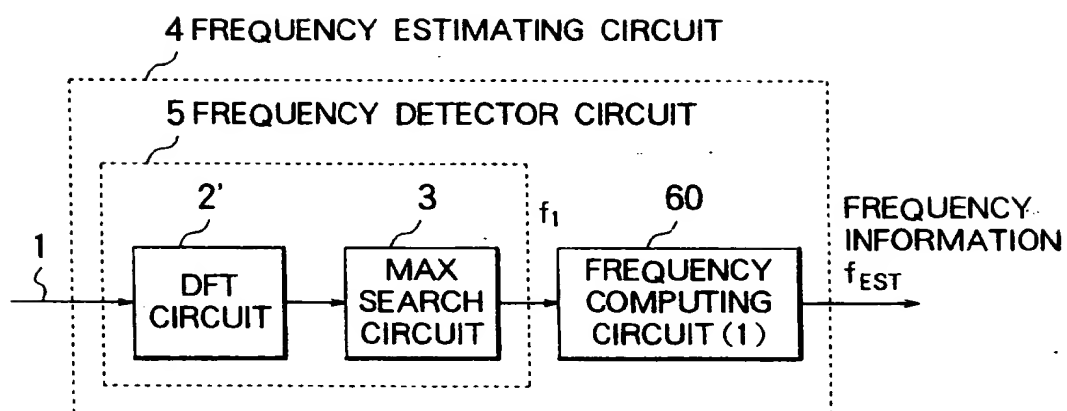 4 FREQUENCY ESTIMATING CIRCUIT
5 FREQUENCY DETECTOR CIRCUIT
1
2'
DFT
CIRCUIT
3
MAX
SEARCH
CIRCUIT
f1
60
FREQUENCY
COMPUTING
CIRCUIT (1)
FREQUENCY
INFORMATION
fEST